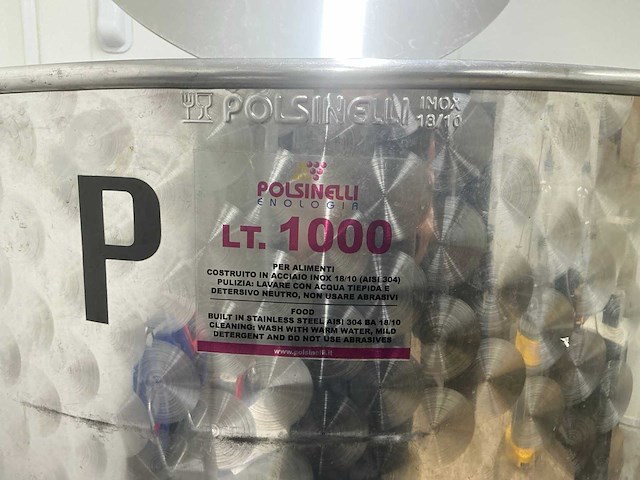 POLSINELLI INOX
18/10
P
POLSINELLI
ENOLOGIA
LT. 1000
PER ALIMENTI
COSTRUITO IN ACCIAIO INOX 18/10 (AISI 304)
PULIZIA: LAVARE CON ACQUA TIEPIDA E
DETERSIVO NEUTRO, NON USARE ABRASIVI
FOOD
BUILT IN STAINLESS STEEL AISI 304 BA 18/10
CLEANING: WASH WITH WARM WATER, MILD
DETERGENT AND DO NOT USE ABRASIVES
www.polsinelli.it